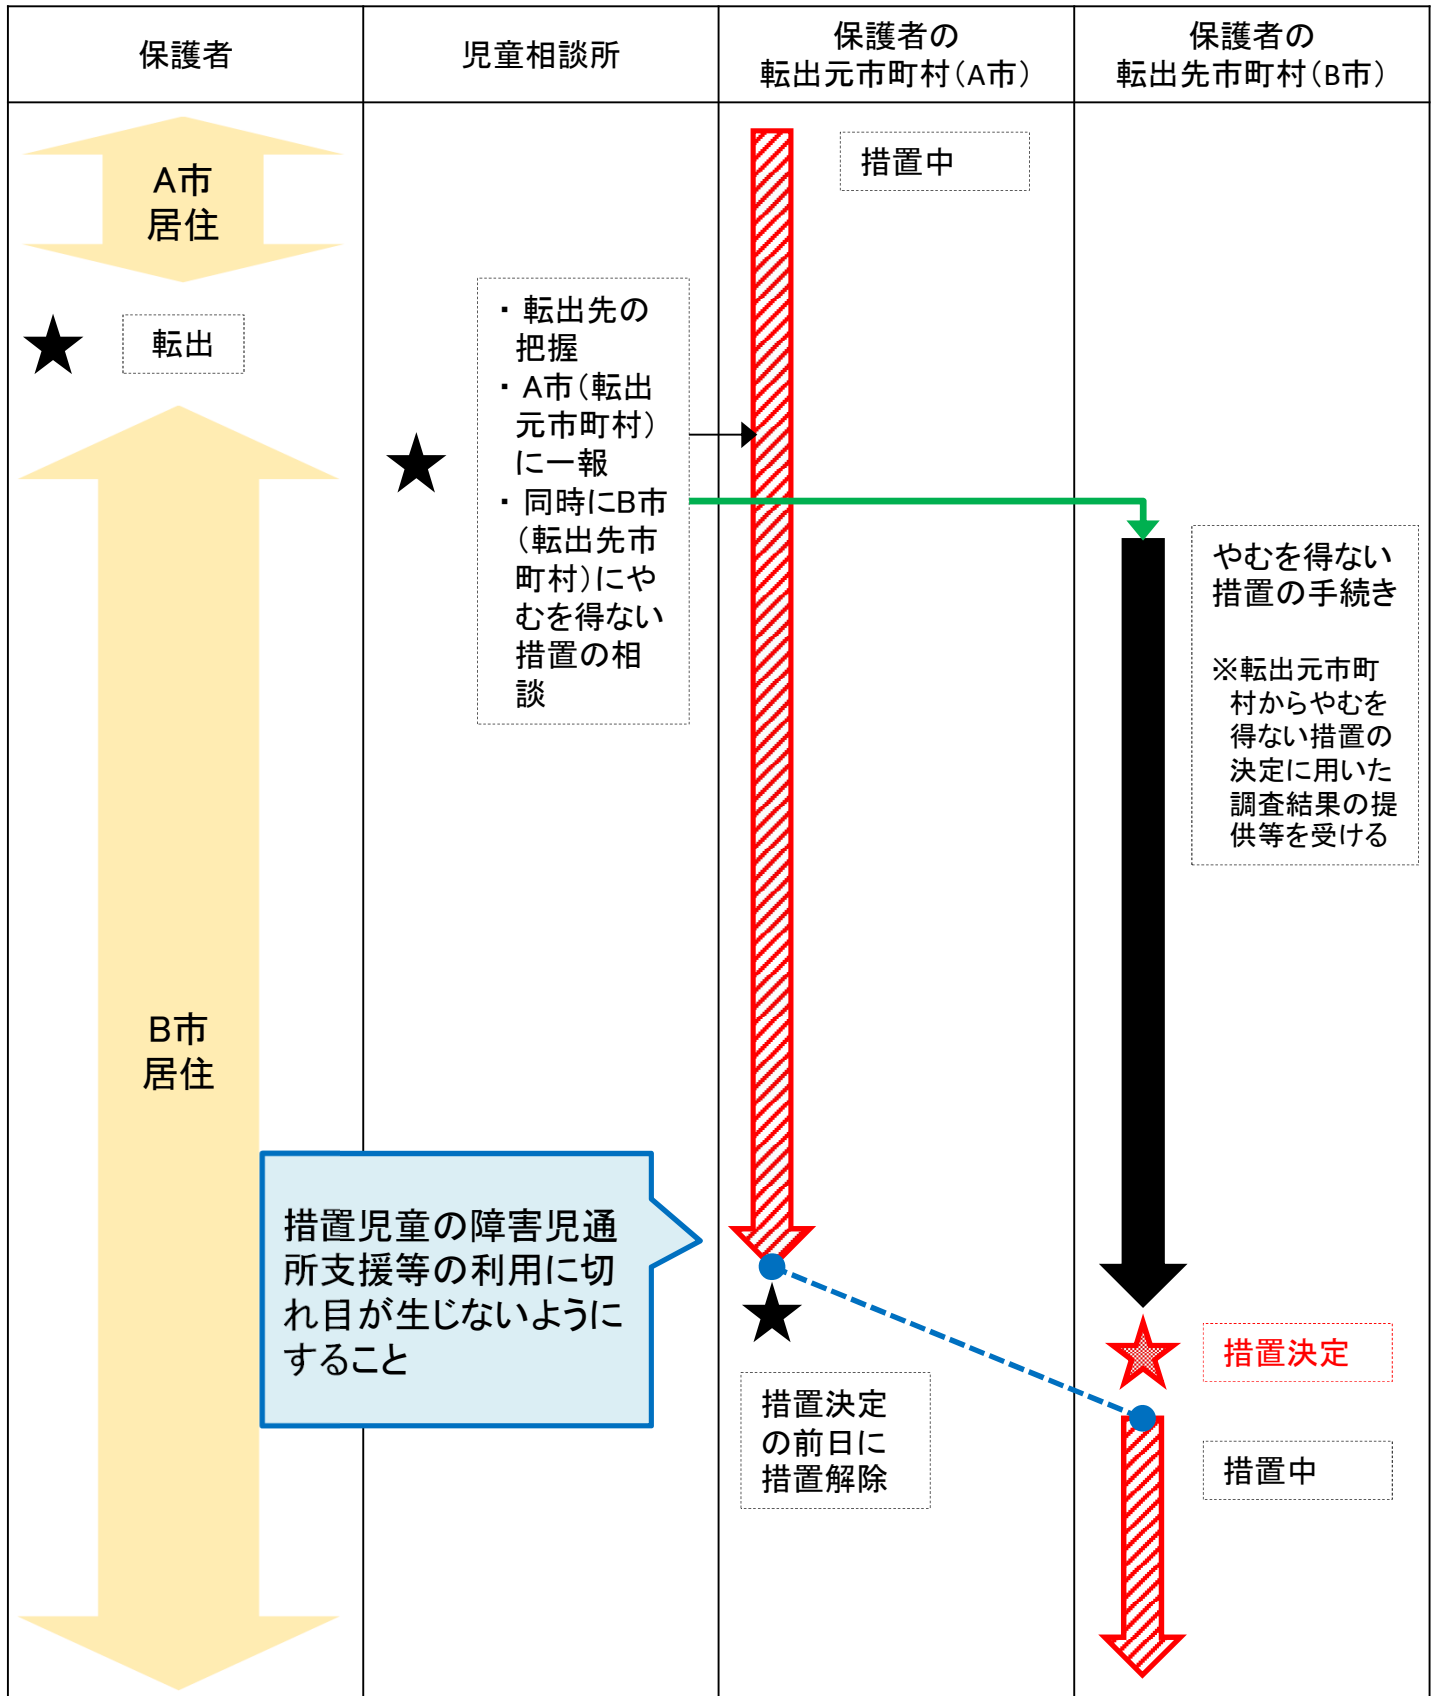 保護者
児童相談所
保護者の
転出元市町村（A市）
保護者の
転出先市町村（B市）
A市
居住
措置中
転出
・ 転出先の
把握
・ A市（転出
元市町村）
に一報
・ 同時にB市
（転出先市
町村）にや
むを得ない
措置の相
談
やむを得ない
措置の手続き
※転出元市町
村からやむを
得ない措置の
決定に用いた
調査結果の提
供等を受ける
B市
居住
措置児童の障害児通
所支援等の利用に切
れ目が生じないように
すること
措置決定
措置決定
の前日に
措置解除
措置中